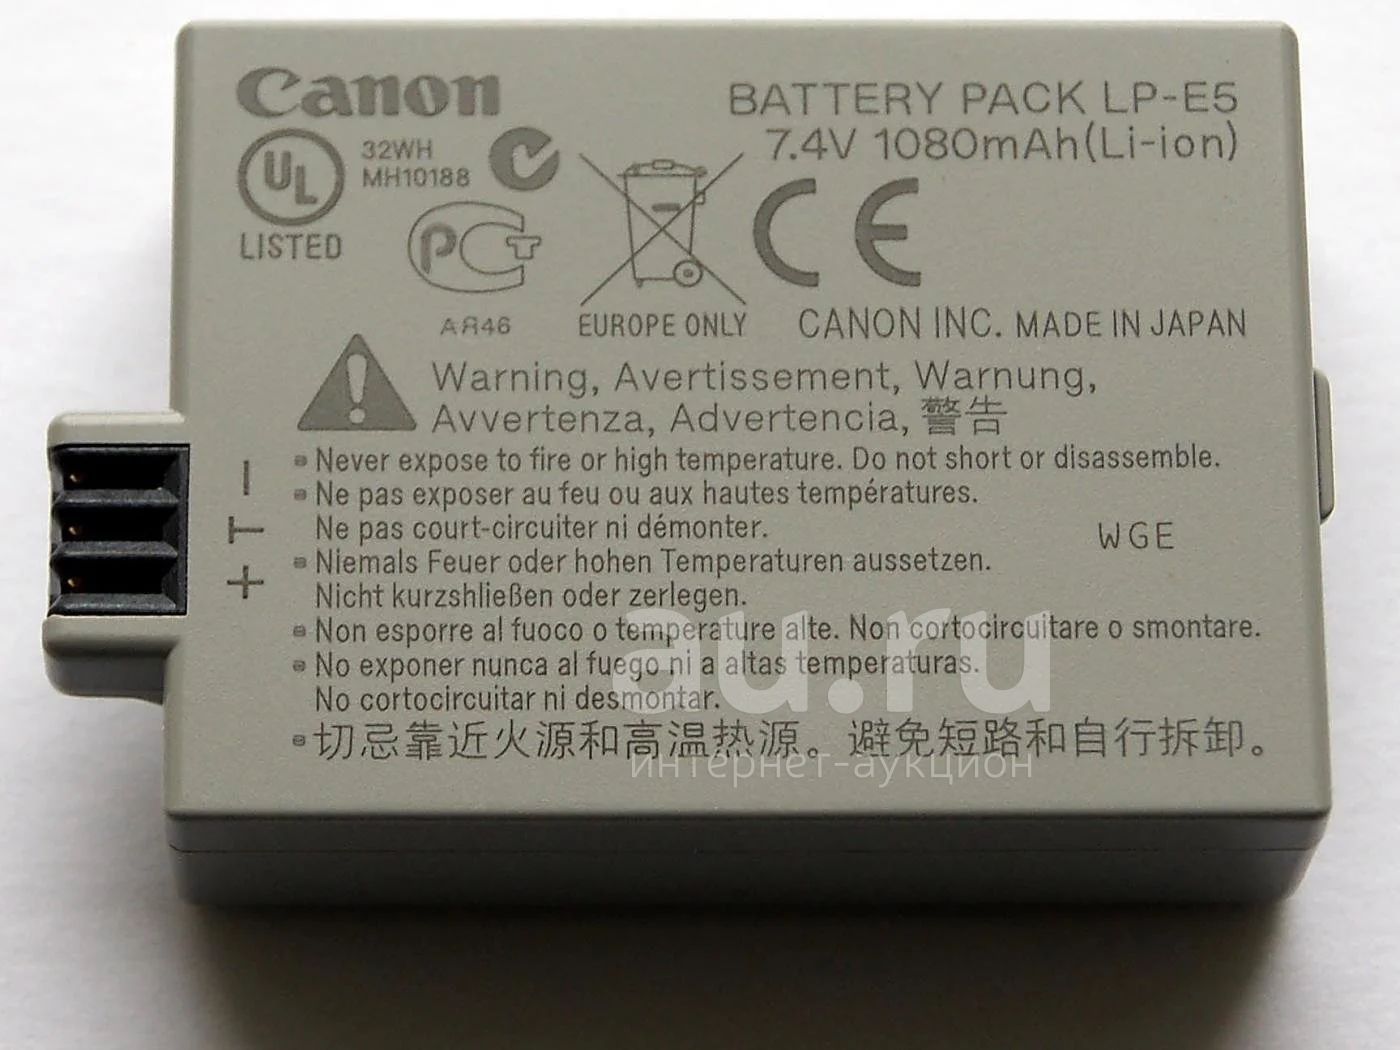 Canon
BATTERY PACK LP-E5
7.4V 1080mAh(Li-ion)
UL
LISTED
32WH
MH10188
РСТ
АЯ46
EUROPE ONLY
CE
CANON INC. MADE IN JAPAN
Warning, Avertissement, Warnung,
Avvertenza, Advertencia, 警告
Never expose to fire or high temperature. Do not short or disassemble.
Ne pas exposer au feu ou aux hautes températures.
Ne pas court-circuiter ni démonter.
WGE
Niemals Feuer oder hohen Temperaturen aussetzen.
Nicht kurzshließen oder zerlegen.
Non esporre al fuoco o temperature alte. Non cortocircuitare o smontare.
No exponer nunca al fuego ni a altas temperaturas.
No cortocircuitar ni desmontar.
切忌靠近火源和高温热源。避免短路和自行拆卸。
− T +
au.ru
интернет-аукцион